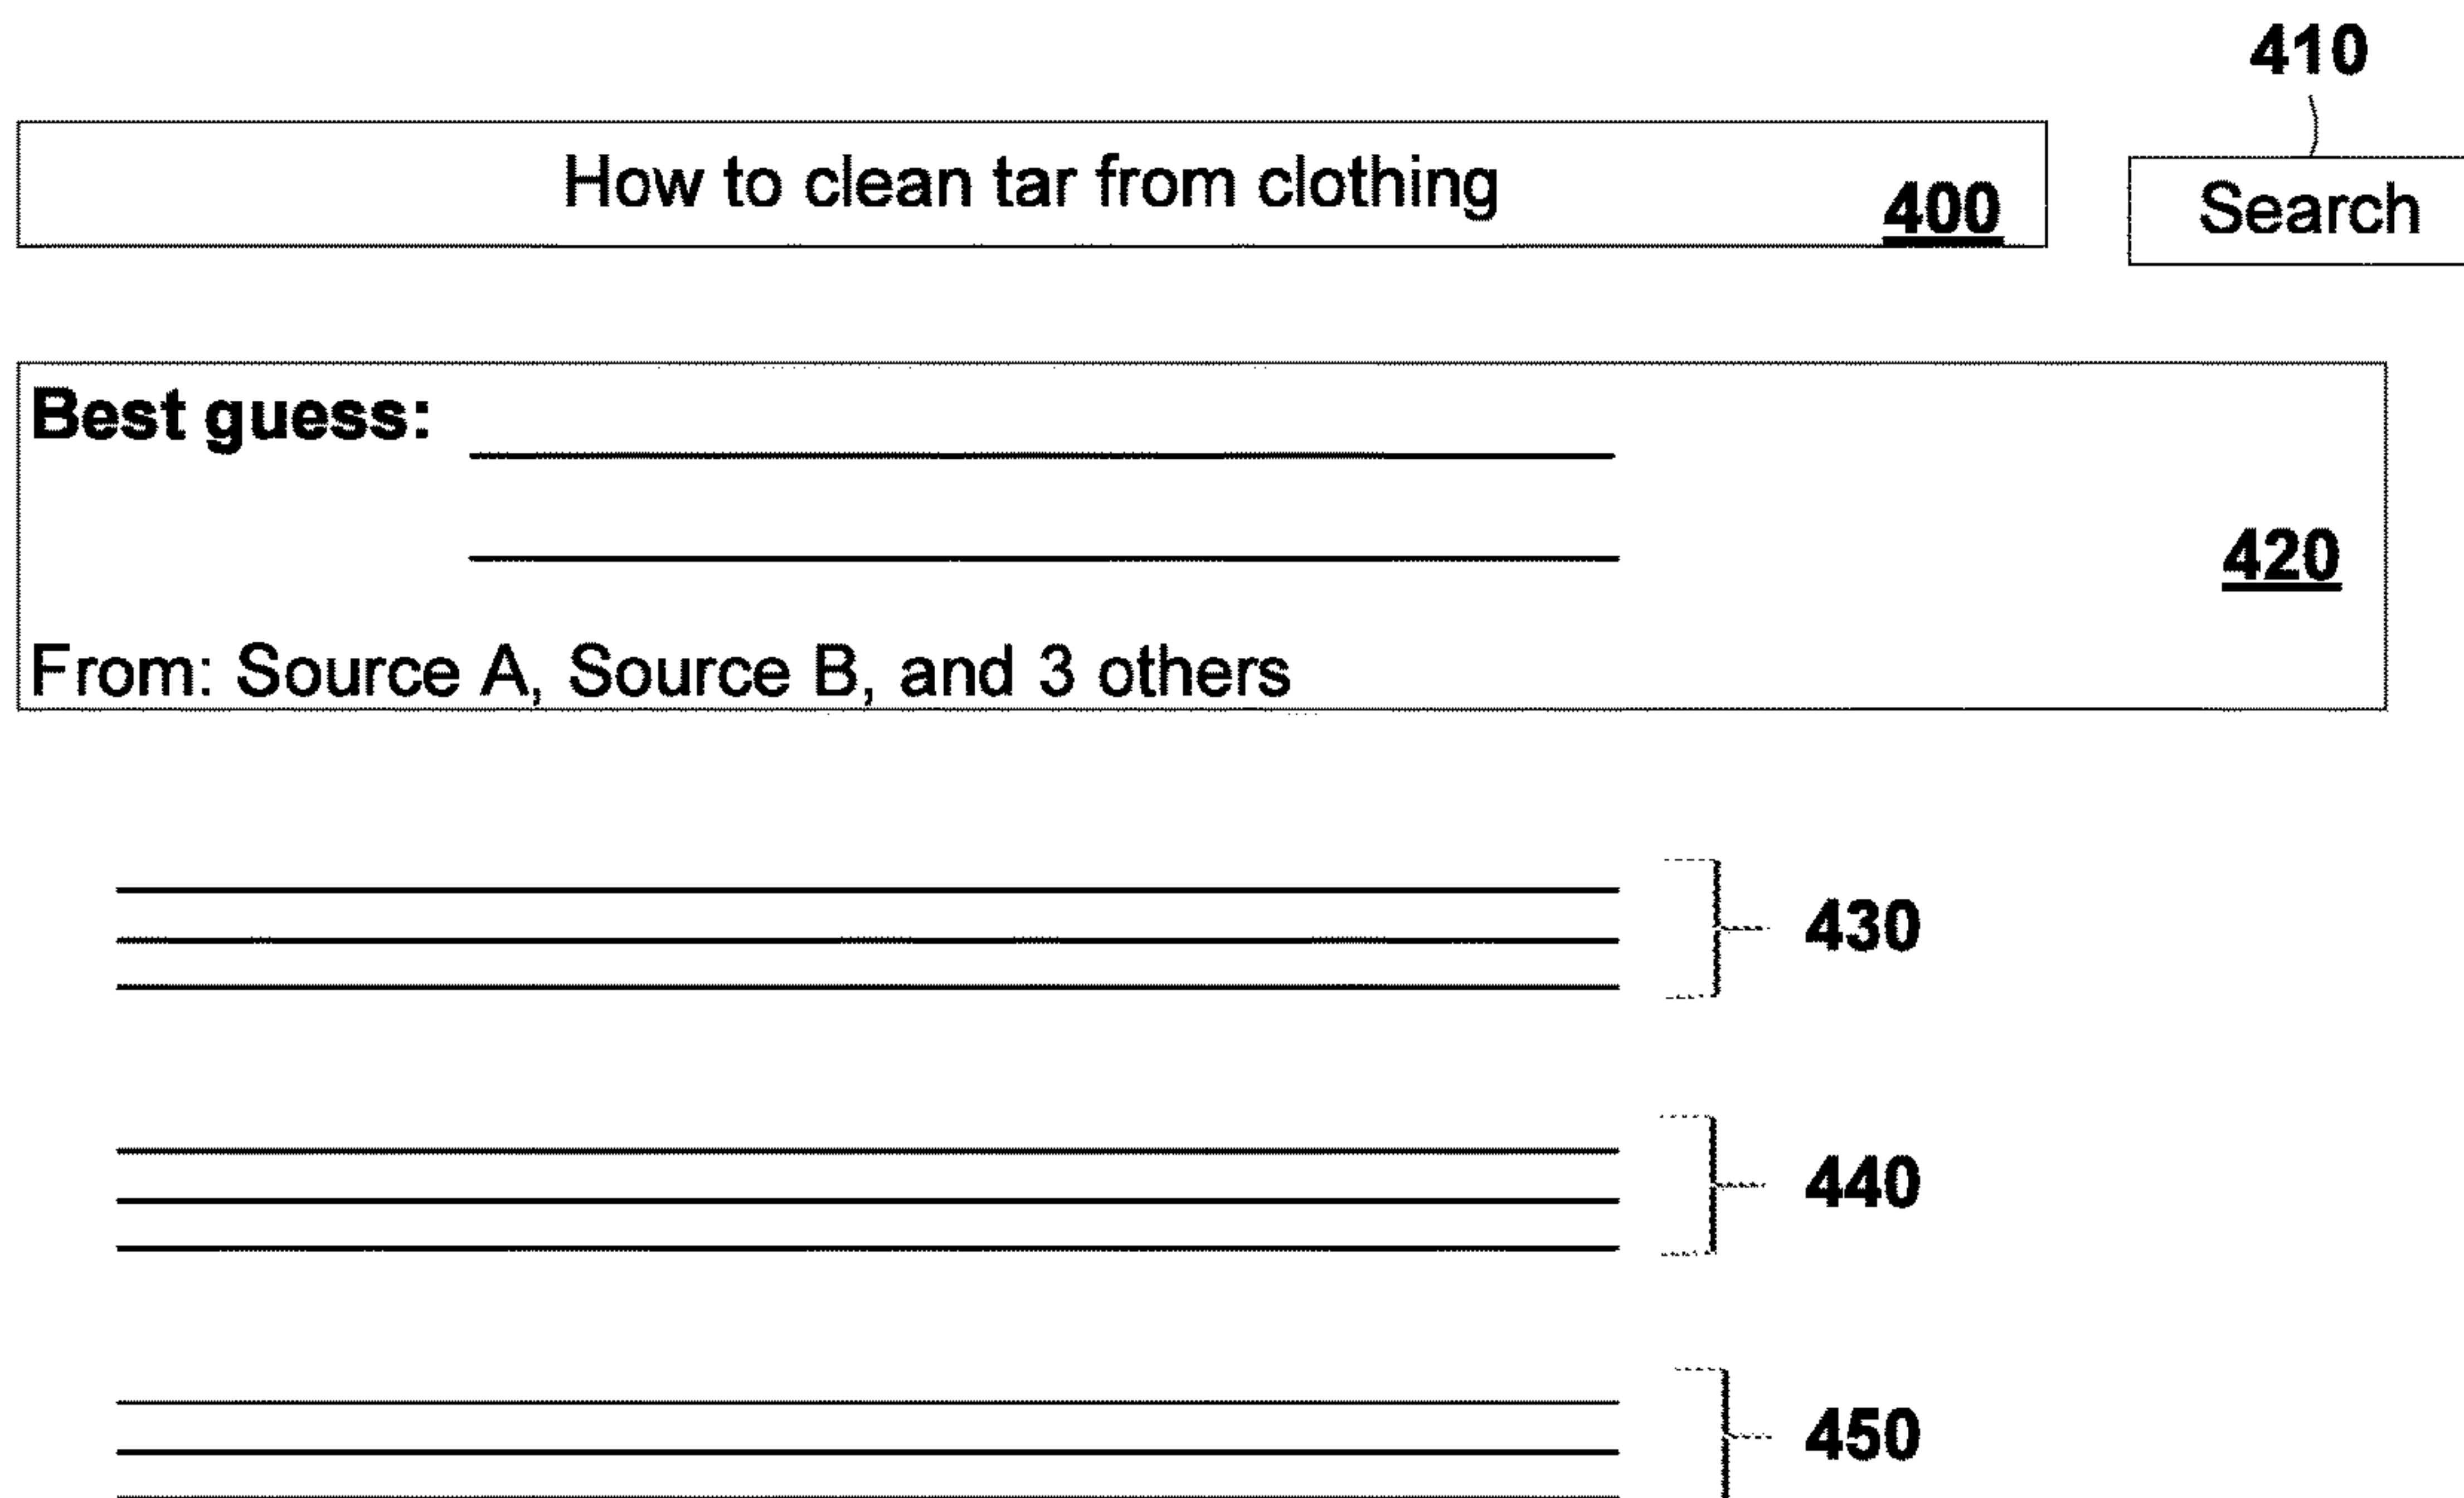 410
How to clean tar from clothing 400 Search
Best guess:
420
From: Source A, Source B, and 3 others
430
440
450